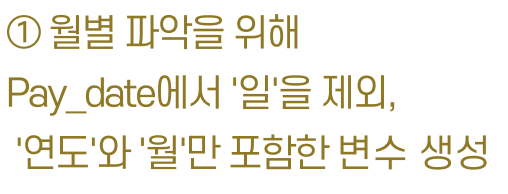 ① 월별 파악을 위해
Pay_date에서 '일'을 제외,
'연도'와 '월'만 포함한 변수 생성